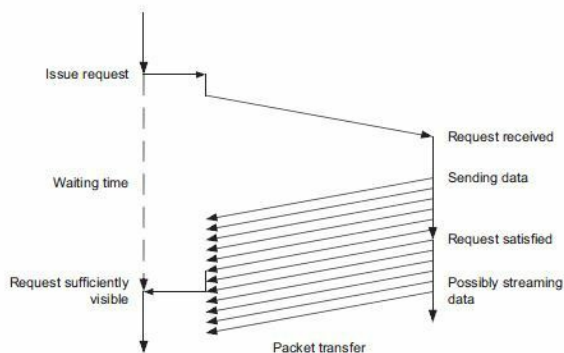 Issue request
Request received
Waiting time
Sending data
Request satisfied
Request sufficiently
visible
Possibly streaming
data
Packet transfer